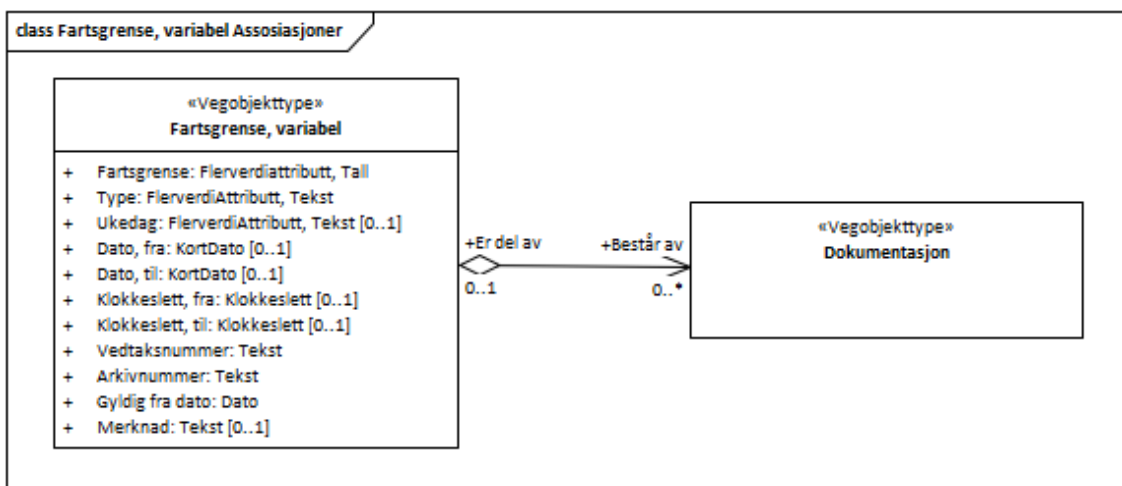 class Fartsgrense, variabel Assosiasjoner
«Vegobjekttype»
Fartsgrense, variabel
+ Fartsgrense: Flerverdiattributt, Tall
+ Type: FlerverdiAttributt, Tekst
+ Ukedag: FlerverdiAttributt, Tekst [0..1]
+ Dato, fra: KortDato [0..1]
+ Dato, til: KortDato [0..1]
+ Klokkeslett, fra: Klokkeslett [0..1]
+ Klokkeslett, til: Klokkeslett [0..1]
+ Vedtaksnummer: Tekst
+ Arkivnummer: Tekst
+ Gyldig fra dato: Dato
+ Merknad: Tekst [0..1]
+Er del av
0..1
+Består av
0..*
«Vegobjekttype»
Dokumentasjon